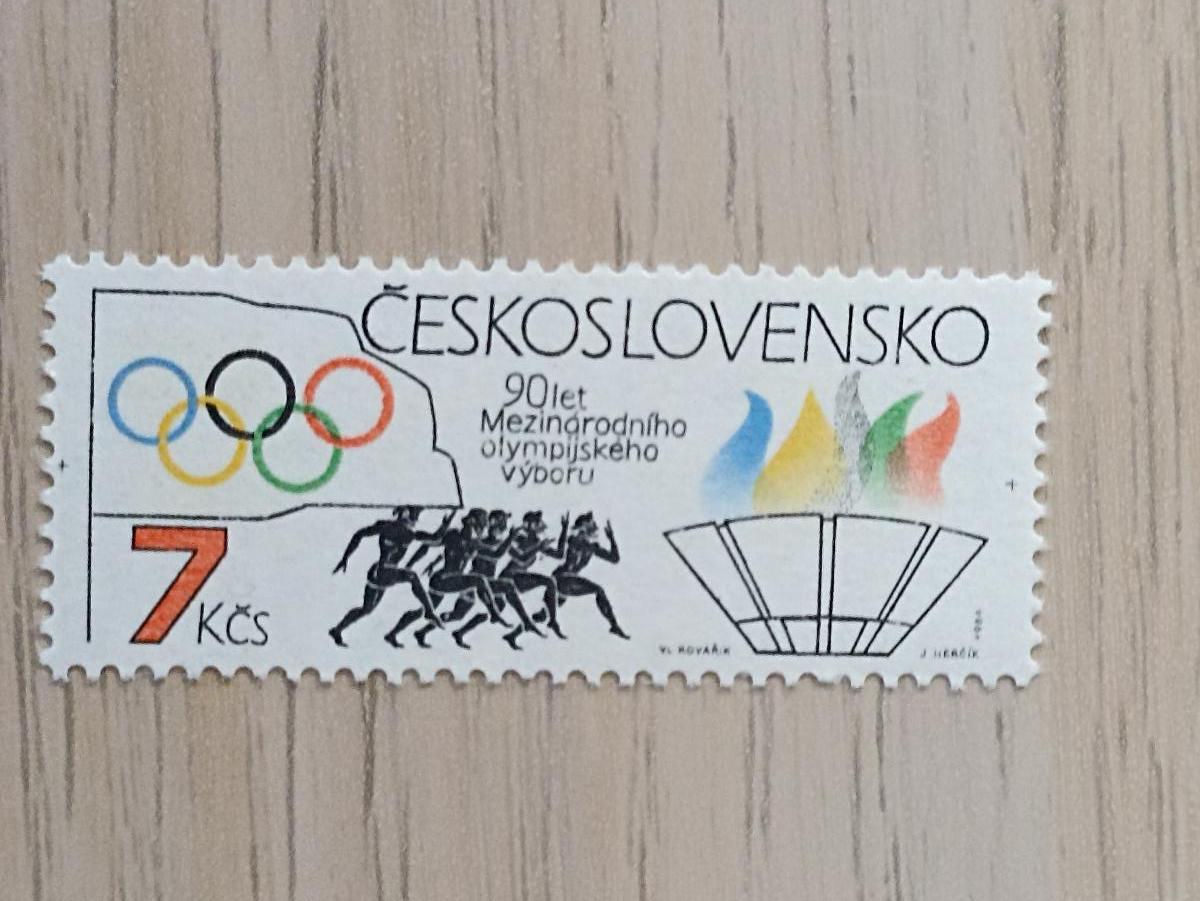 ČESKOSLOVENSKO
90 let
Mezinárodního
olympijského
výboru
7 Kčs
VL. KOVAŘÍK
J. HERČÍK
1984